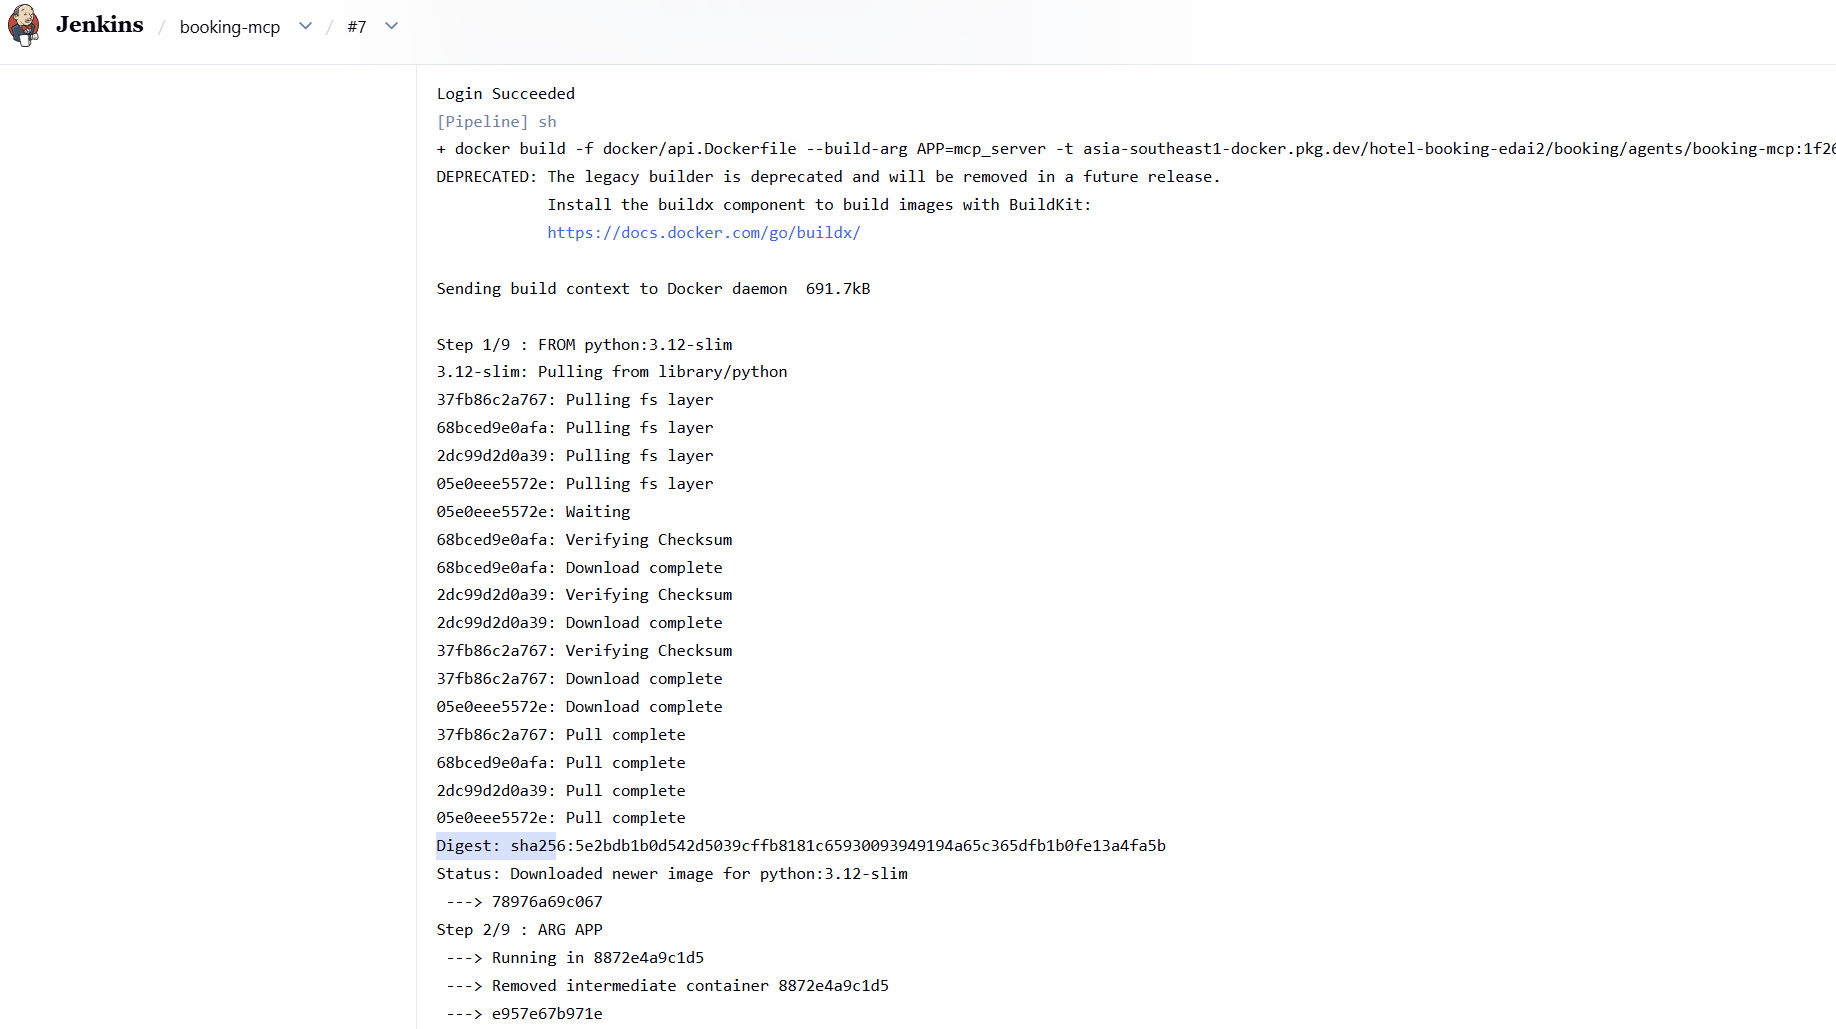 Jenkins / booking-mcp / #7
Login Succeeded
[Pipeline] sh
+ docker build -f docker/api.Dockerfile --build-arg APP=mcp_server -t asia-southeast1-docker.pkg.dev/hotel-booking-edai2/booking/agents/booking-mcp:1f26
DEPRECATED: The legacy builder is deprecated and will be removed in a future release.
Install the buildx component to build images with BuildKit:
https://docs.docker.com/go/buildx/
Sending build context to Docker daemon  691.7kB
Step 1/9 : FROM python:3.12-slim
3.12-slim: Pulling from library/python
37fb86c2a767: Pulling fs layer
68bced9e0afa: Pulling fs layer
2dc99d2d0a39: Pulling fs layer
05e0eee5572e: Pulling fs layer
05e0eee5572e: Waiting
68bced9e0afa: Verifying Checksum
68bced9e0afa: Download complete
2dc99d2d0a39: Verifying Checksum
2dc99d2d0a39: Download complete
37fb86c2a767: Verifying Checksum
37fb86c2a767: Download complete
05e0eee5572e: Download complete
37fb86c2a767: Pull complete
68bced9e0afa: Pull complete
2dc99d2d0a39: Pull complete
05e0eee5572e: Pull complete
Digest: sha256:5e2bdb1b0d542d5039cffb8181c65930093949194a65c365dfb1b0fe13a4fa5b
Status: Downloaded newer image for python:3.12-slim
---> 78976a69c067
Step 2/9 : ARG APP
---> Running in 8872e4a9c1d5
---> Removed intermediate container 8872e4a9c1d5
---> e957e67b971e